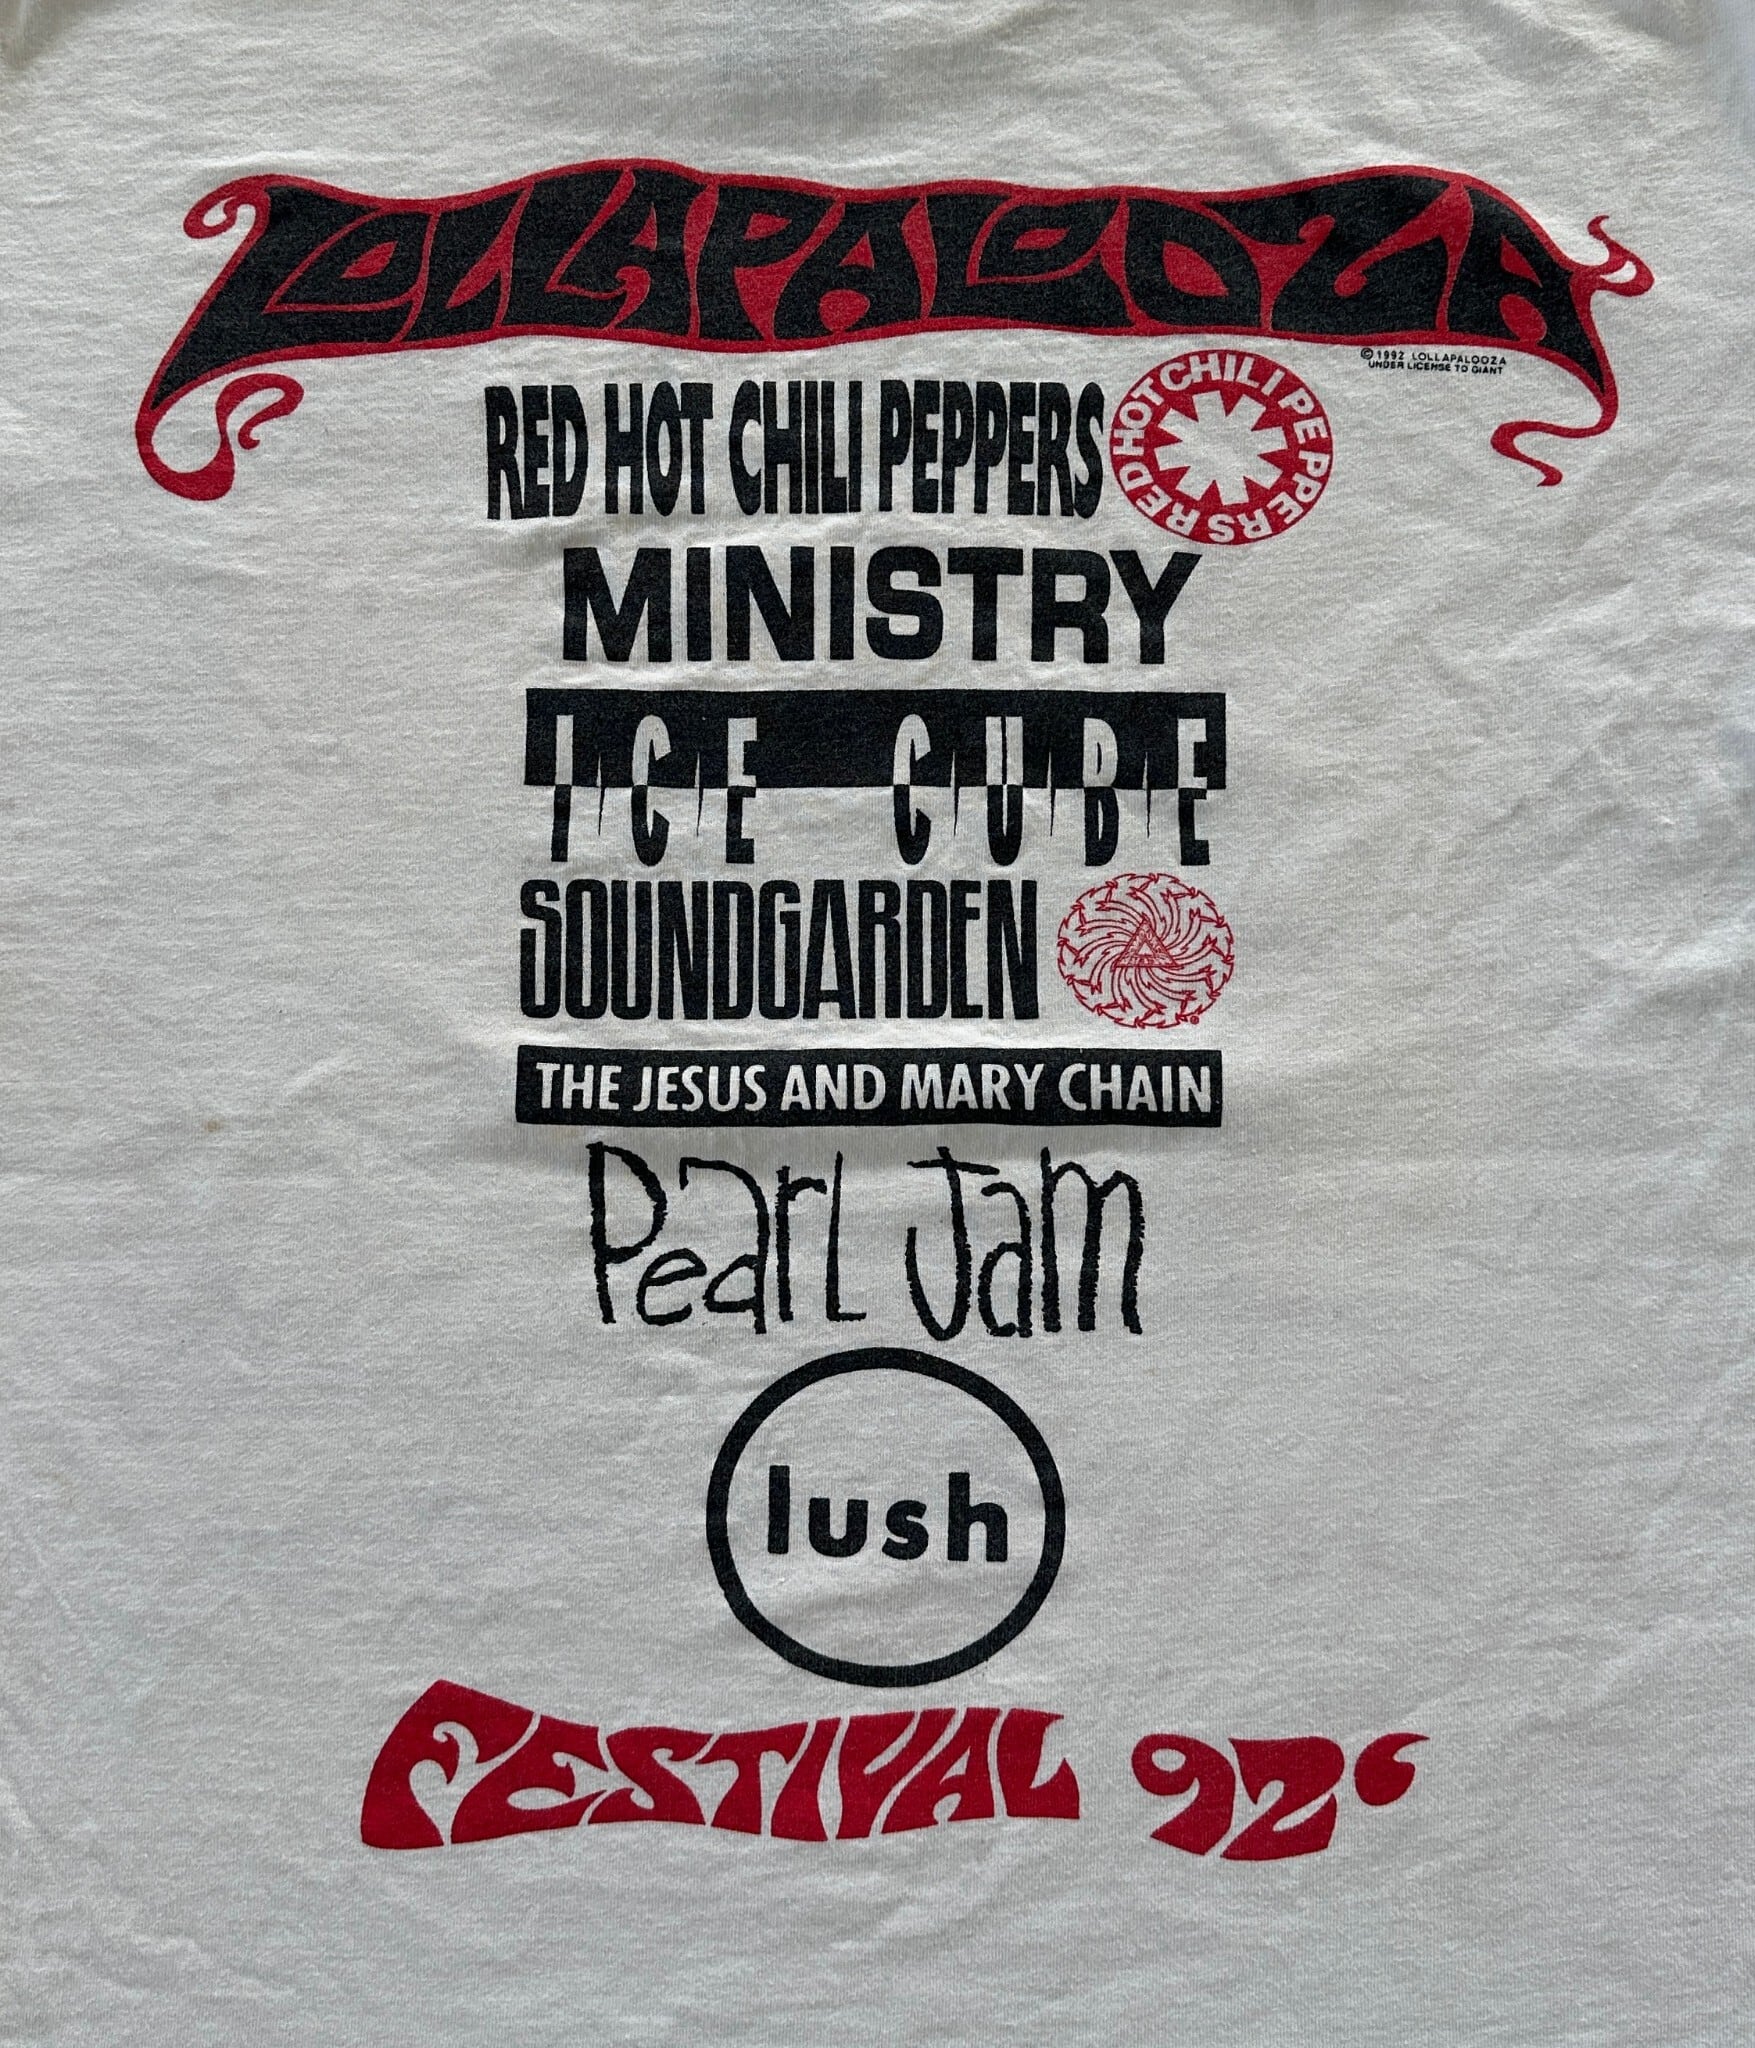 LOLLAPALOOZA
© 1992 LOLLAPALOOZA
UNDER LICENSE TO GIANT
RED HOT CHILI PEPPERS
RED HOT CHILI PEPPERS
MINISTRY
ICE CUBE
SOUNDGARDEN
THE JESUS AND MARY CHAIN
Pearl Jam
lush
FESTIVAL 92‘